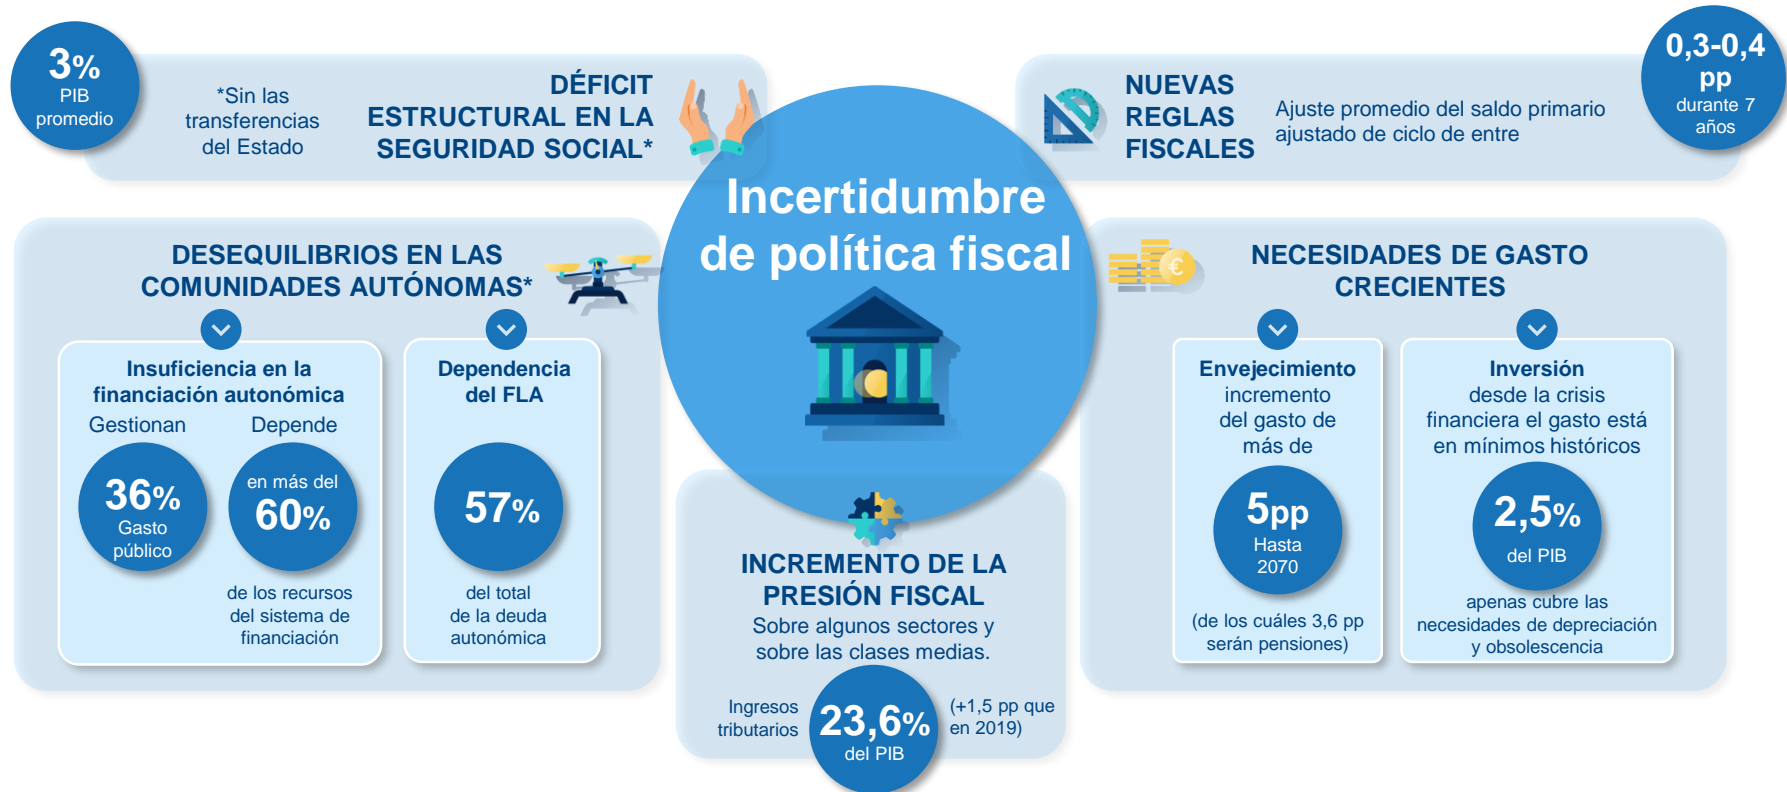 3%
PIB
promedio
*Sin las
transferencias
del Estado
DÉFICIT
ESTRUCTURAL EN LA
SEGURIDAD SOCIAL*
NUEVAS
REGLAS
FISCALES
Ajuste promedio del saldo primario
ajustado de ciclo de entre
0,3-0,4
pp
durante 7
años
Incertidumbre
de política fiscal
DESEQUILIBRIOS EN LAS
COMUNIDADES AUTÓNOMAS*
Insuficiencia en la
financiación autonómica
Gestionan
36%
Gasto
público
Depende
en más del
60%
de los recursos
del sistema de
financiación
Dependencia
del FLA
57%
del total
de la deuda
autonómica
INCREMENTO DE LA
PRESIÓN FISCAL
Sobre algunos sectores y
sobre las clases medias.
Ingresos
tributarios
23,6%
del PIB
(+1,5 pp que
en 2019)
€
NECESIDADES DE GASTO
CRECIENTES
Envejecimiento
incremento
del gasto de
más de
5pp
Hasta
2070
(de los cuáles 3,6 pp
serán pensiones)
Inversión
desde la crisis
financiera el gasto está
en mínimos históricos
2,5%
del PIB
apenas cubre las
necesidades de depreciación
y obsolescencia